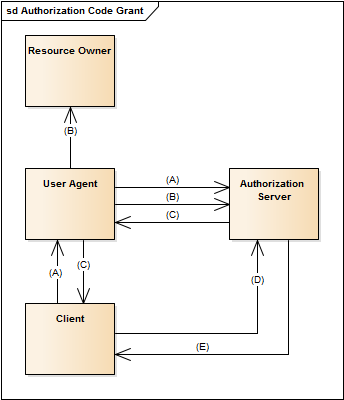 sd Authorization Code Grant
Resource Owner
(B)
User Agent
(A)
(B)
(C)
Authorization
Server
(A)
(C)
(D)
Client
(E)